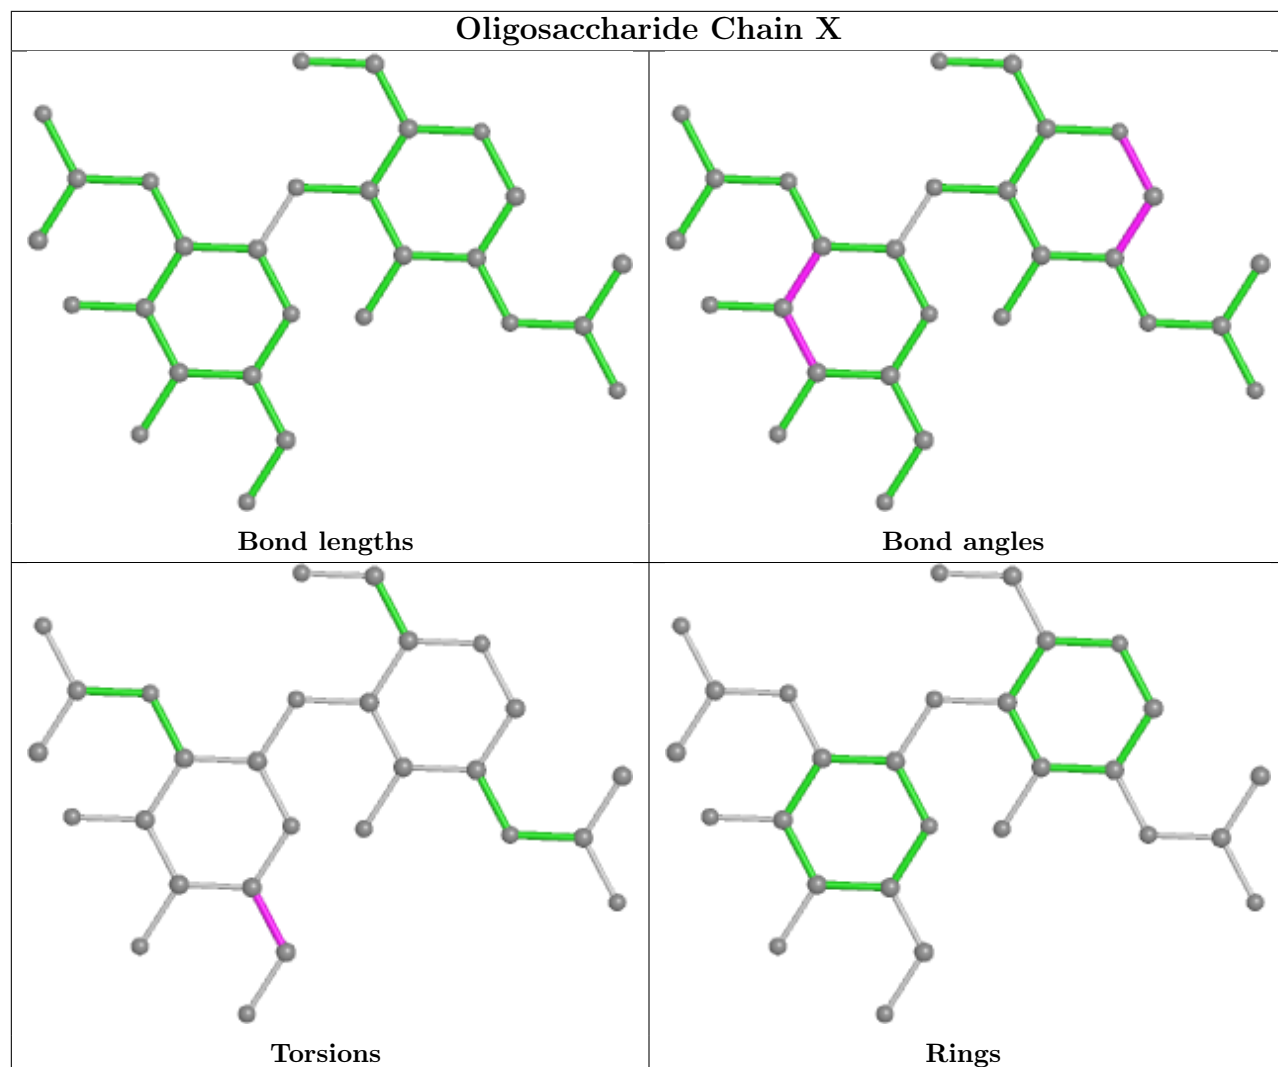 Oligosaccharide Chain X
Bond lengths
Bond angles
Torsions
Rings